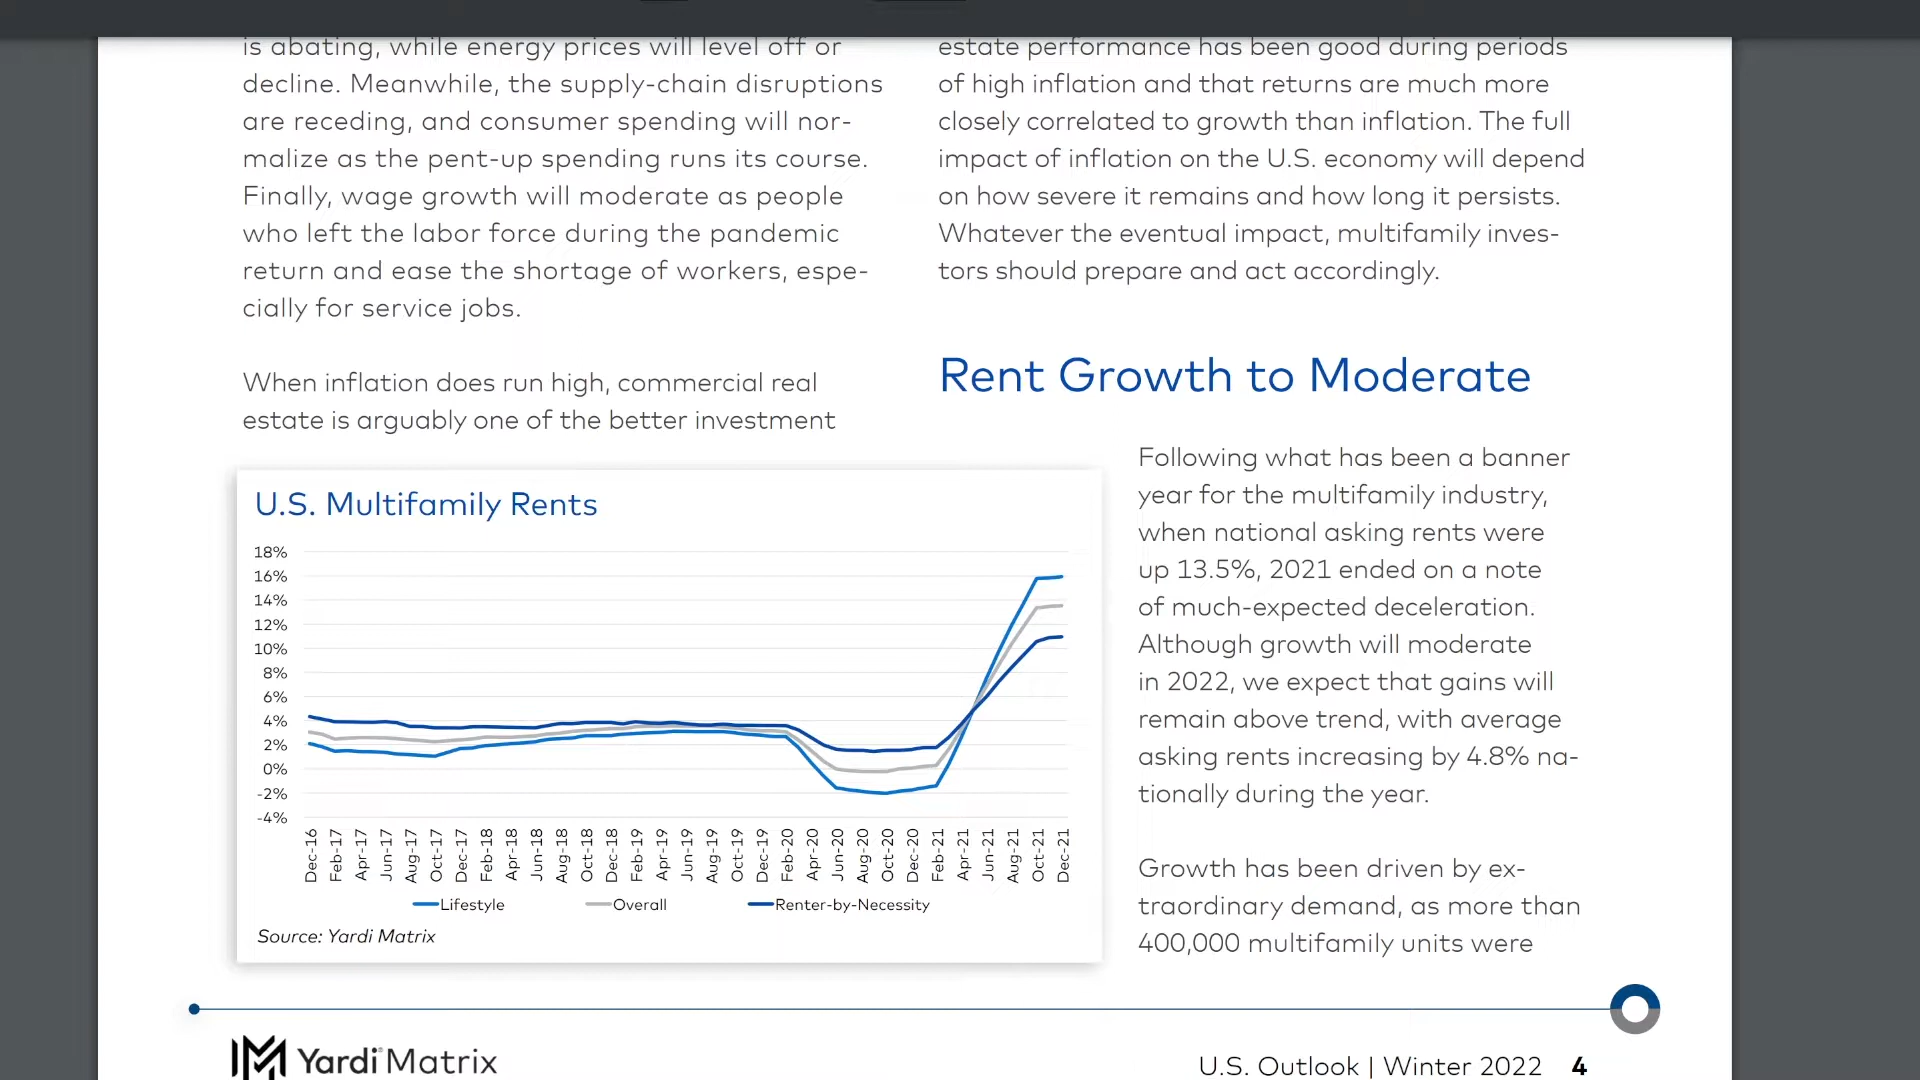 is abating, while energy prices will level off or
decline. Meanwhile, the supply-chain disruptions
are receding, and consumer spending will nor-
malize as the pent-up spending runs its course.
Finally, wage growth will moderate as people
who left the labor force during the pandemic
return and ease the shortage of workers, espe-
cially for service jobs.
When inflation does run high, commercial real
estate is arguably one of the better investment
estate performance has been good during periods
of high inflation and that returns are much more
closely correlated to growth than inflation. The full
impact of inflation on the U.S. economy will depend
on how severe it remains and how long it persists.
Whatever the eventual impact, multifamily inves-
tors should prepare and act accordingly.
Rent Growth to Moderate
Following what has been a banner
year for the multifamily industry,
when national asking rents were
up 13.5%, 2021 ended on a note
of much-expected deceleration.
Although growth will moderate
in 2022, we expect that gains will
remain above trend, with average
asking rents increasing by 4.8% na-
tionally during the year.
Growth has been driven by ex-
traordinary demand, as more than
400,000 multifamily units were
U.S. Multifamily Rents
18%
16%
14%
12%
10%
8%
6%
4%
2%
0%
-2%
-4%
Dec-16
Feb-17
Apr-17
Jun-17
Aug-17
Oct-17
Dec-17
Feb-18
Apr-18
Jun-18
Aug-18
Oct-18
Dec-18
Feb-19
Apr-19
Jun-19
Aug-19
Oct-19
Dec-19
Feb-20
Apr-20
Jun-20
Aug-20
Oct-20
Dec-20
Feb-21
Apr-21
Jun-21
Aug-21
Oct-21
Dec-21
Lifestyle Overall Renter-by-Necessity
Source: Yardi Matrix
Yardi® Matrix
U.S. Outlook | Winter 2022 4